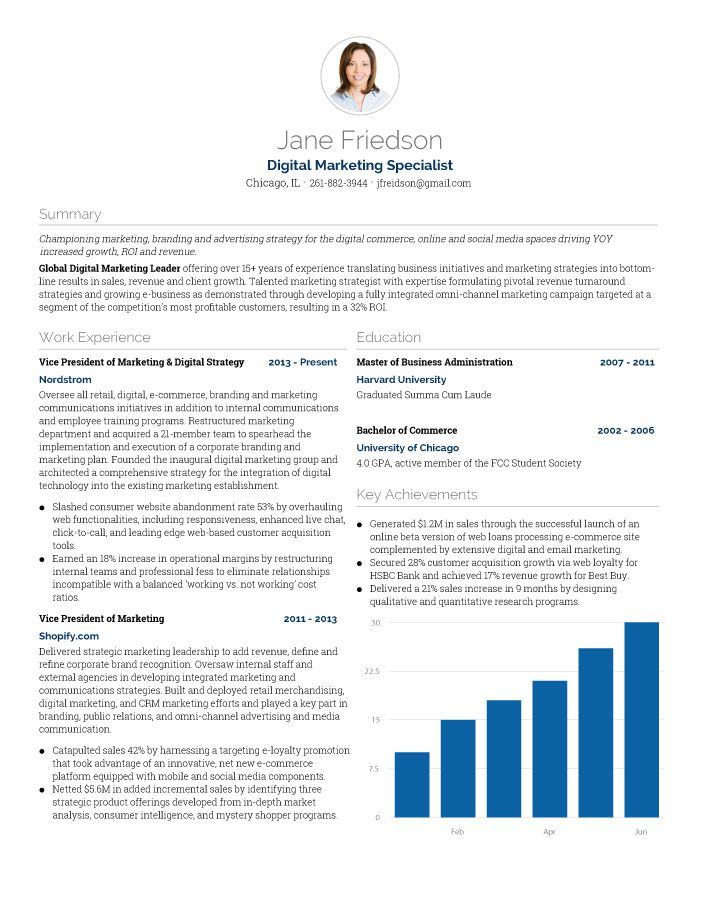 Jane Friedson
Digital Marketing Specialist
Chicago, IL · 261-882-3944 · jfreidson@gmail.com
Summary
Championing marketing, branding and advertising strategy for the digital commerce, online and social media spaces driving YOY
increased growth, ROI and revenue.
Global Digital Marketing Leader offering over 15+ years of experience translating business initiatives and marketing strategies into bottom-
line results in sales, revenue and client growth. Talented marketing strategist with expertise formulating pivotal revenue turnaround
strategies and growing e-business as demonstrated through developing a fully integrated omni-channel marketing campaign targeted at a
segment of the competition's most profitable customers, resulting in a 32% ROI.
Work Experience
Vice President of Marketing & Digital Strategy 2013 - Present
Nordstrom
Oversee all retail, digital, e-commerce, branding and marketing
communications initiatives in addition to internal communications
and employee training programs. Restructured marketing
department and acquired a 21-member team to spearhead the
implementation and execution of a corporate branding and
marketing plan. Founded the inaugural digital marketing group and
architected a comprehensive strategy for the integration of digital
technology into the existing marketing establishment.
● Slashed consumer website abandonment rate 53% by overhauling
web functionalities, including responsiveness, enhanced live chat,
click-to-call, and leading edge web-based customer acquisition
tools.
● Earned an 18% increase in operational margins by restructuring
internal teams and professional fess to eliminate relationships
incompatible with a balanced 'working vs. not working' cost
ratios.
Vice President of Marketing 2011 - 2013
Shopify.com
Delivered strategic marketing leadership to add revenue, define and
refine corporate brand recognition. Oversaw internal staff and
external agencies in developing integrated marketing and
communications strategies. Built and deployed retail merchandising,
digital marketing, and CRM marketing efforts and played a key part in
branding, public relations, and omni-channel advertising and media
communication.
● Catapulted sales 42% by harnessing a targeting e-loyalty promotion
that took advantage of an innovative, net new e-commerce
platform equipped with mobile and social media components.
● Netted $5.6M in added incremental sales by identifying three
strategic product offerings developed from in-depth market
analysis, consumer intelligence, and mystery shopper programs.
Education
Master of Business Administration 2007 - 2011
Harvard University
Graduated Summa Cum Laude
Bachelor of Commerce 2002 - 2006
University of Chicago
4.0 GPA, active member of the FCC Student Society
Key Achievements
● Generated $1.2M in sales through the successful launch of an
online beta version of web loans processing e-commerce site
complemented by extensive digital and email marketing.
● Secured 28% customer acquisition growth via web loyalty for
HSBC Bank and achieved 17% revenue growth for Best Buy.
● Delivered a 21% sales increase in 9 months by designing
qualitative and quantitative research programs.
30
22.5
15
7.5
0
Feb Apr Jun